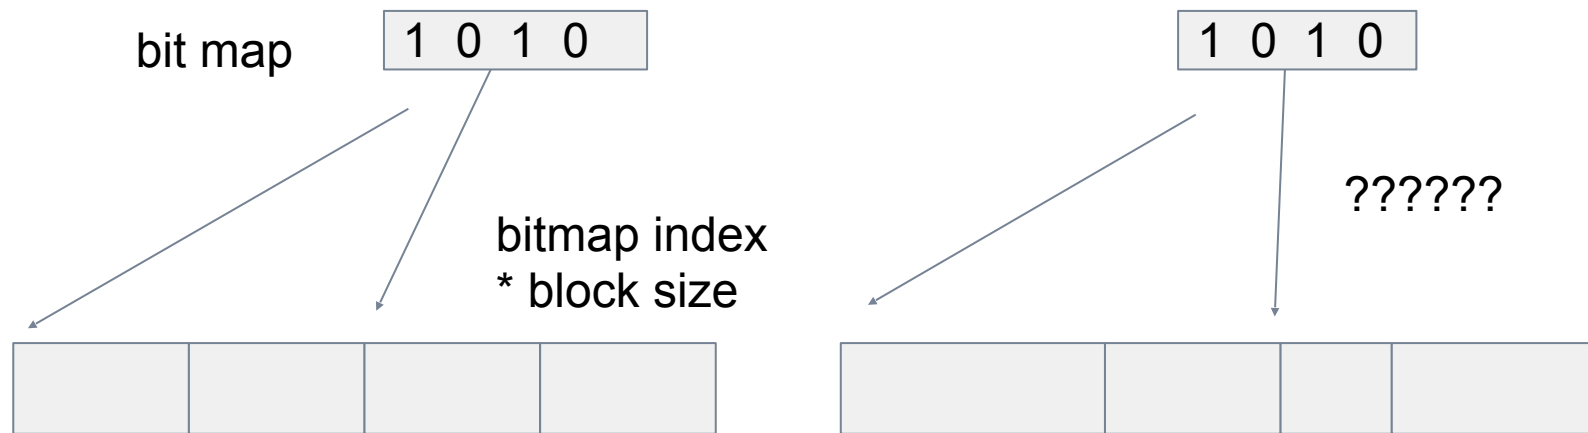 bit map
1 0 1 0
1 0 1 0
bitmap index
* block size
??????